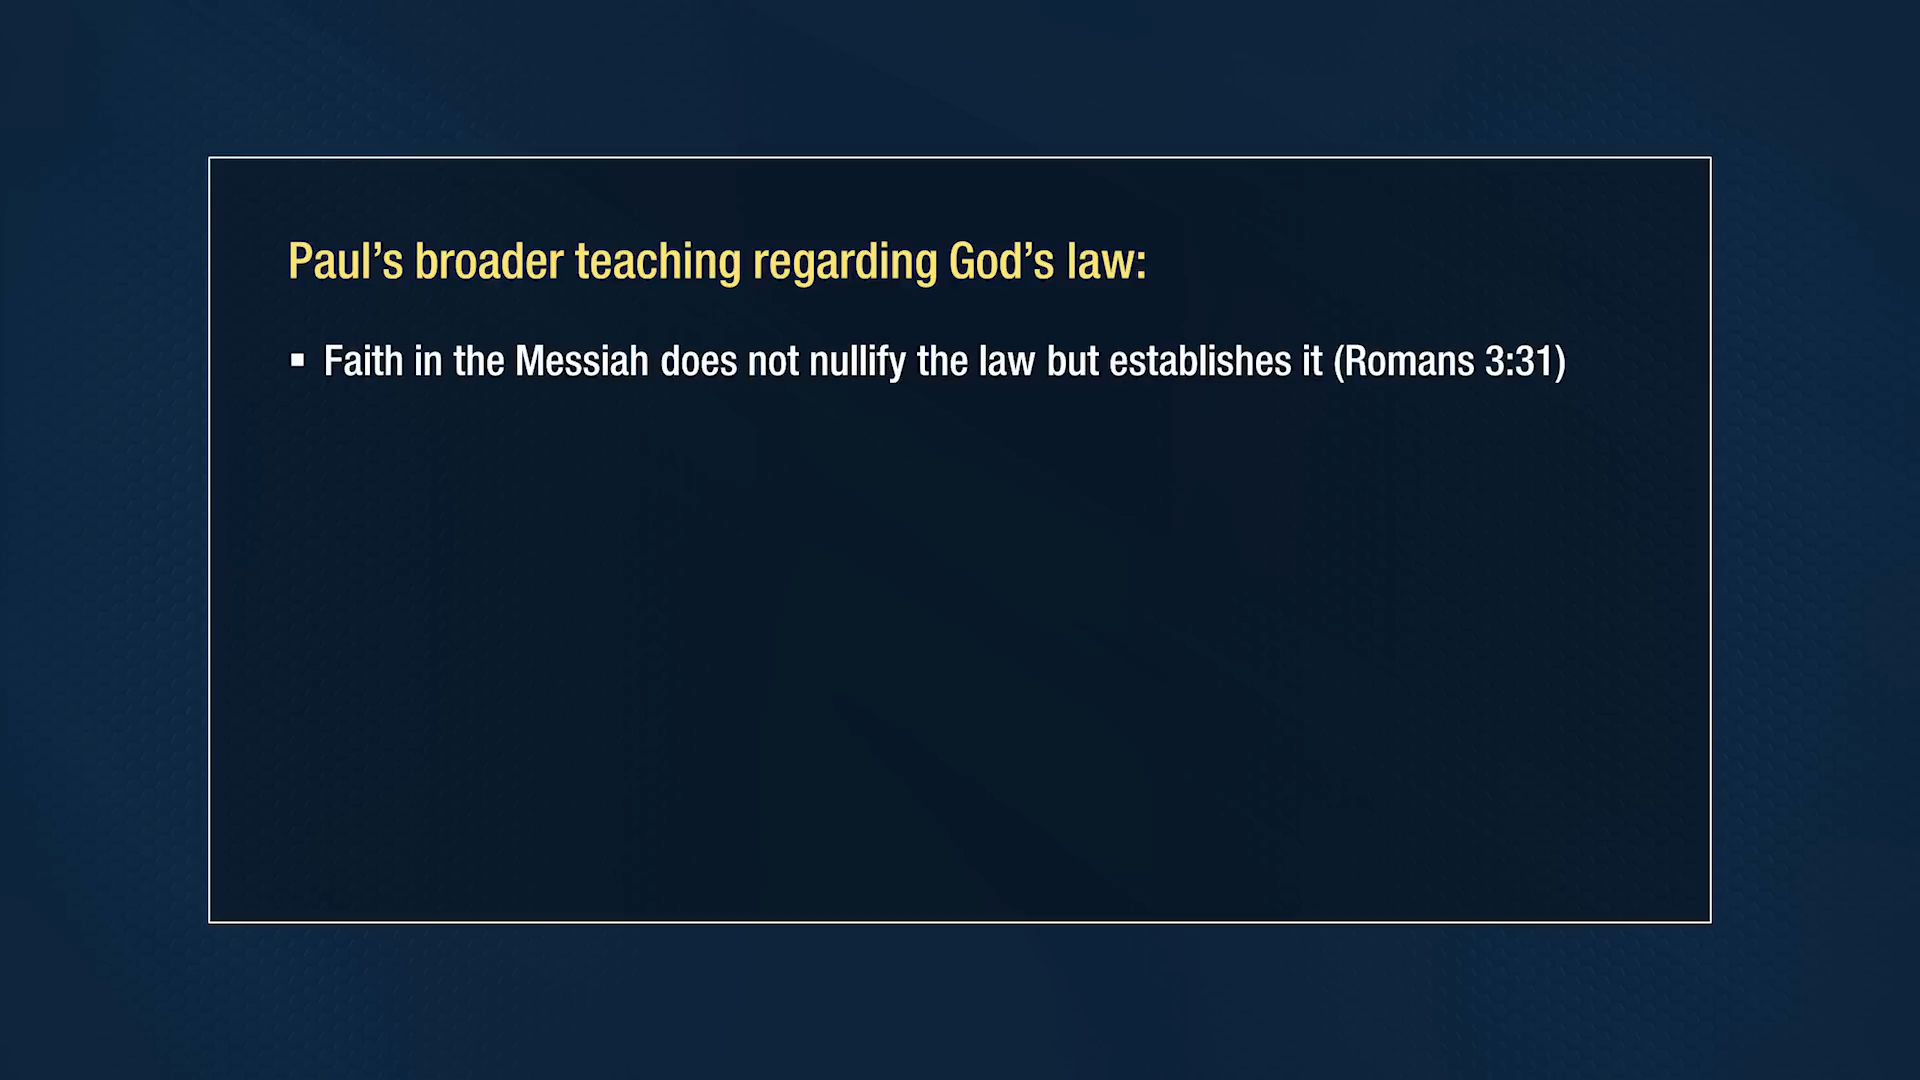 Paul’s broader teaching regarding God’s law:
▪ Faith in the Messiah does not nullify the law but establishes it (Romans 3:31)